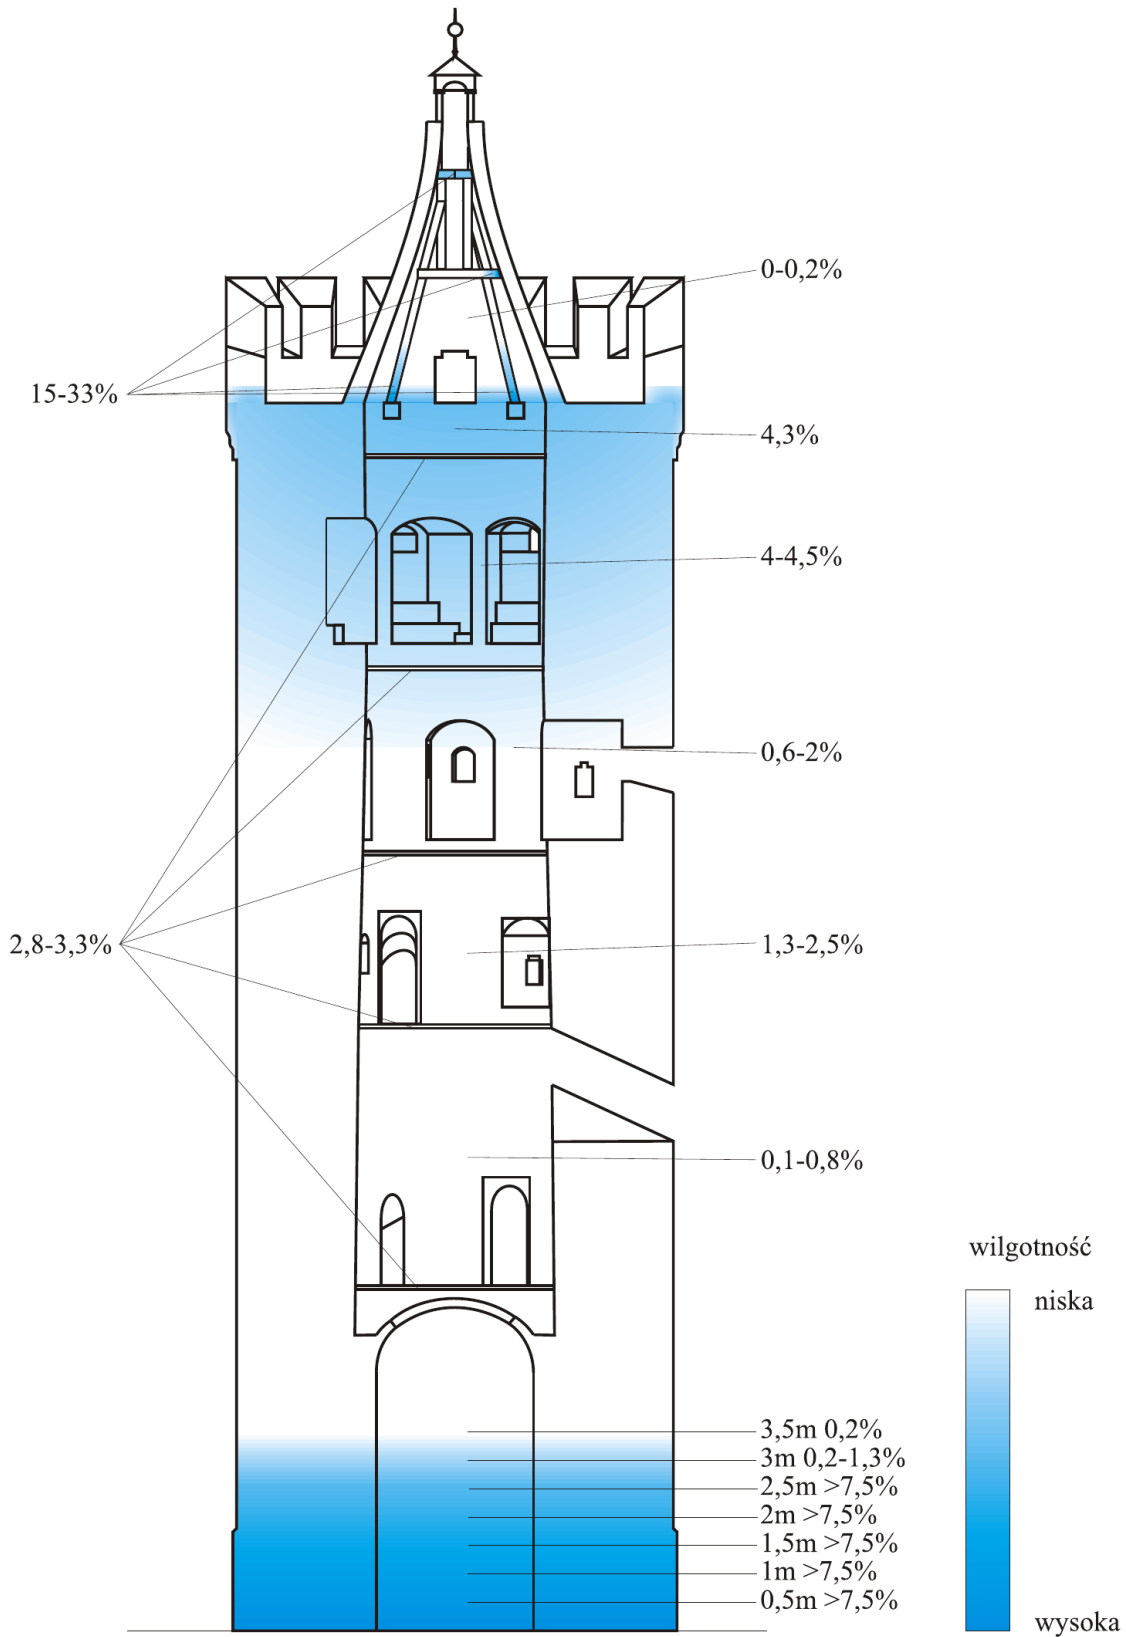 0-0,2%
15-33%
4,3%
4-4,5%
0,6-2%
2,8-3,3%
1,3-2,5%
0,1-0,8%
wilgotność
niska
3,5m 0,2%
3m 0,2-1,3%
2,5m >7,5%
2m >7,5%
1,5m >7,5%
1m >7,5%
0,5m >7,5%
wysoka